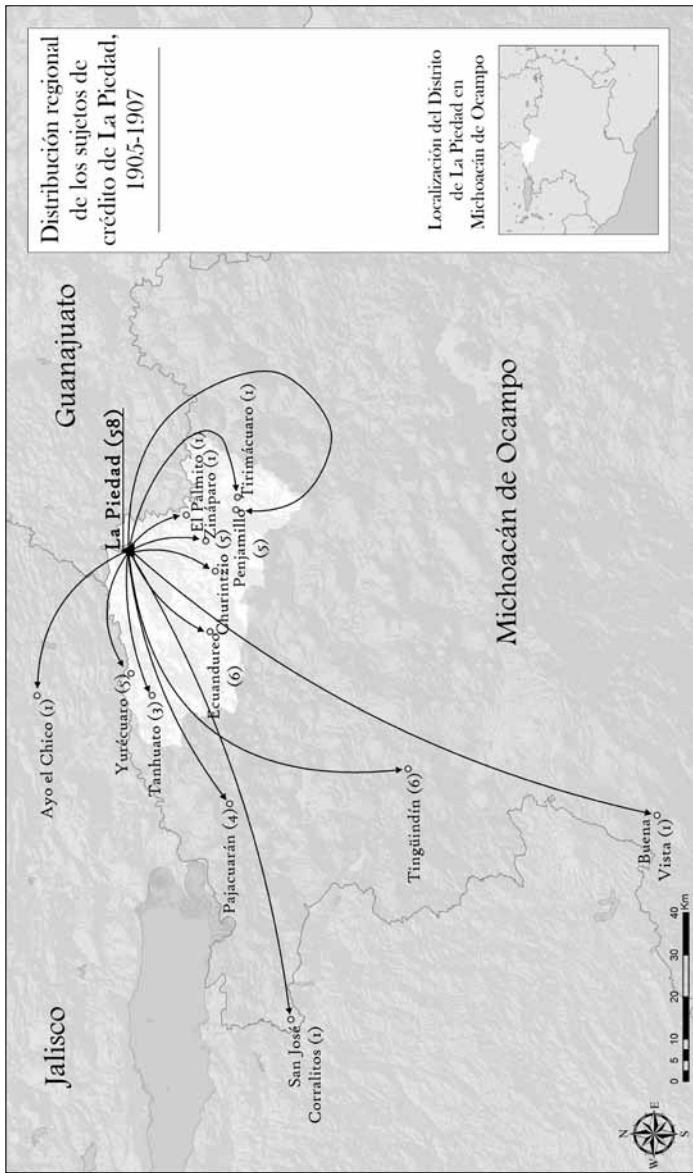 Distribución regional
de los sujetos de
crédito de La Piedad,
1905-1907
Localización del Distrito
de La Piedad en
Michoacán de Ocampo
Jalisco
Guanajuato
Michoacán de Ocampo
Ayo el Chico (1)
La Piedad (58)
Yurécuaro (5)
Tanhuato (3)
El Palmito (1)
Zináparo (1)
Churintzio (5)
Ecuandureo
(6)
Penjamillo
(5)
Tirimácuaro (1)
Pajacuarán (4)
San José
Corralitos (1)
Tingüindín (6)
Buena
Vista (1)
N
W
E
S
0 5 10 20 30 40
Km